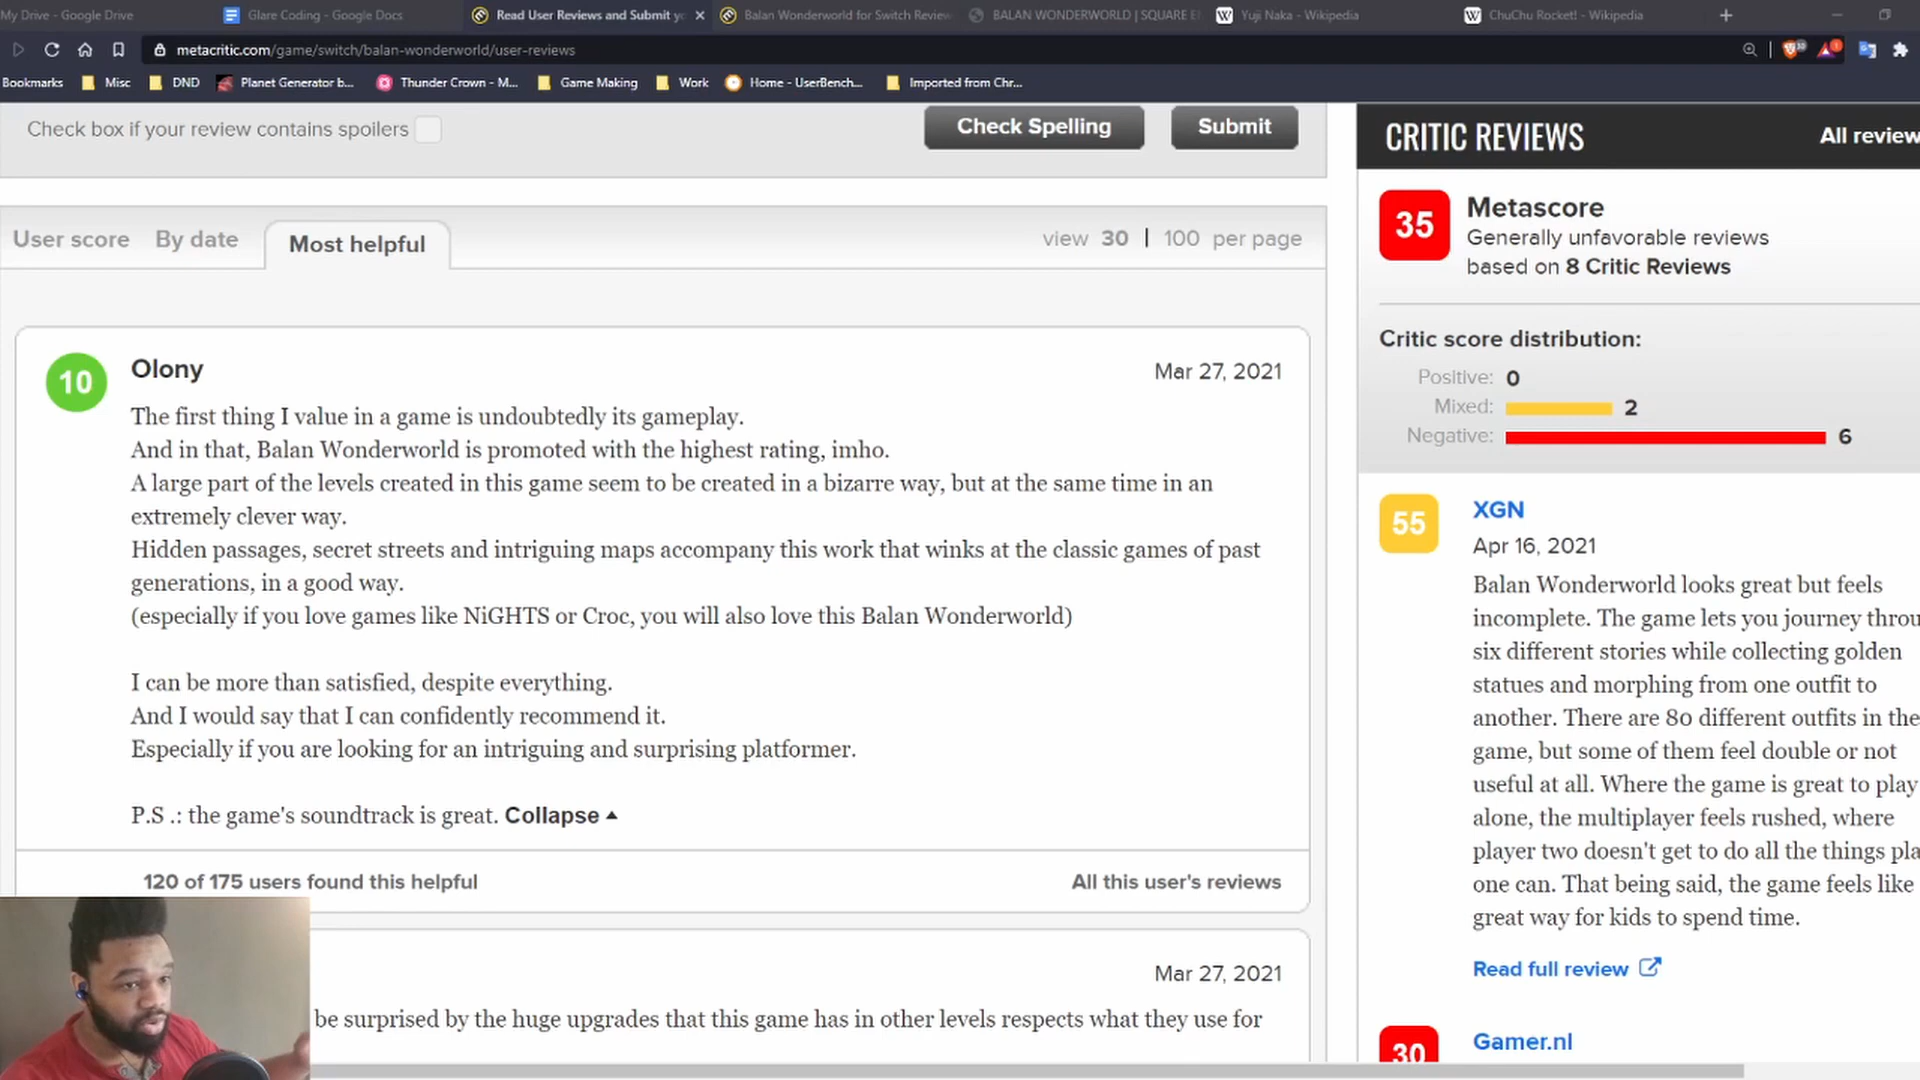 My Drive - Google Drive
Glare Coding - Google Docs
Read User Reviews and Submit yo
Balan Wonderworld for Switch Review
BALAN WONDERWORLD | SQUARE E
Yuji Naka - Wikipedia
ChuChu Rocket! - Wikipedia
metacritic.com/game/switch/balan-wonderworld/user-reviews
Bookmarks
Misc
DND
Planet Generator b...
Thunder Crown - M...
Game Making
Work
Home - UserBench...
Imported from Chr...
Check box if your review contains spoilers
Check Spelling
Submit
User score
By date
Most helpful
view 30 | 100 per page
10
Olony
Mar 27, 2021
The first thing I value in a game is undoubtedly its gameplay.
And in that, Balan Wonderworld is promoted with the highest rating, imho.
A large part of the levels created in this game seem to be created in a bizarre way, but at the same time in an
extremely clever way.
Hidden passages, secret streets and intriguing maps accompany this work that winks at the classic games of past
generations, in a good way.
(especially if you love games like NiGHTS or Croc, you will also love this Balan Wonderworld)
I can be more than satisfied, despite everything.
And I would say that I can confidently recommend it.
Especially if you are looking for an intriguing and surprising platformer.
P.S .: the game's soundtrack is great. Collapse
120 of 175 users found this helpful
All this user's reviews
Mar 27, 2021
be surprised by the huge upgrades that this game has in other levels respects what they use for
CRITIC REVIEWS
All review
35
Metascore
Generally unfavorable reviews
based on 8 Critic Reviews
Critic score distribution:
Positive: 0
Mixed: 2
Negative: 6
55
XGN
Apr 16, 2021
Balan Wonderworld looks great but feels
incomplete. The game lets you journey throu
six different stories while collecting golden
statues and morphing from one outfit to
another. There are 80 different outfits in the
game, but some of them feel double or not
useful at all. Where the game is great to play
alone, the multiplayer feels rushed, where
player two doesn't get to do all the things pla
one can. That being said, the game feels like
great way for kids to spend time.
Read full review
30
Gamer.nl